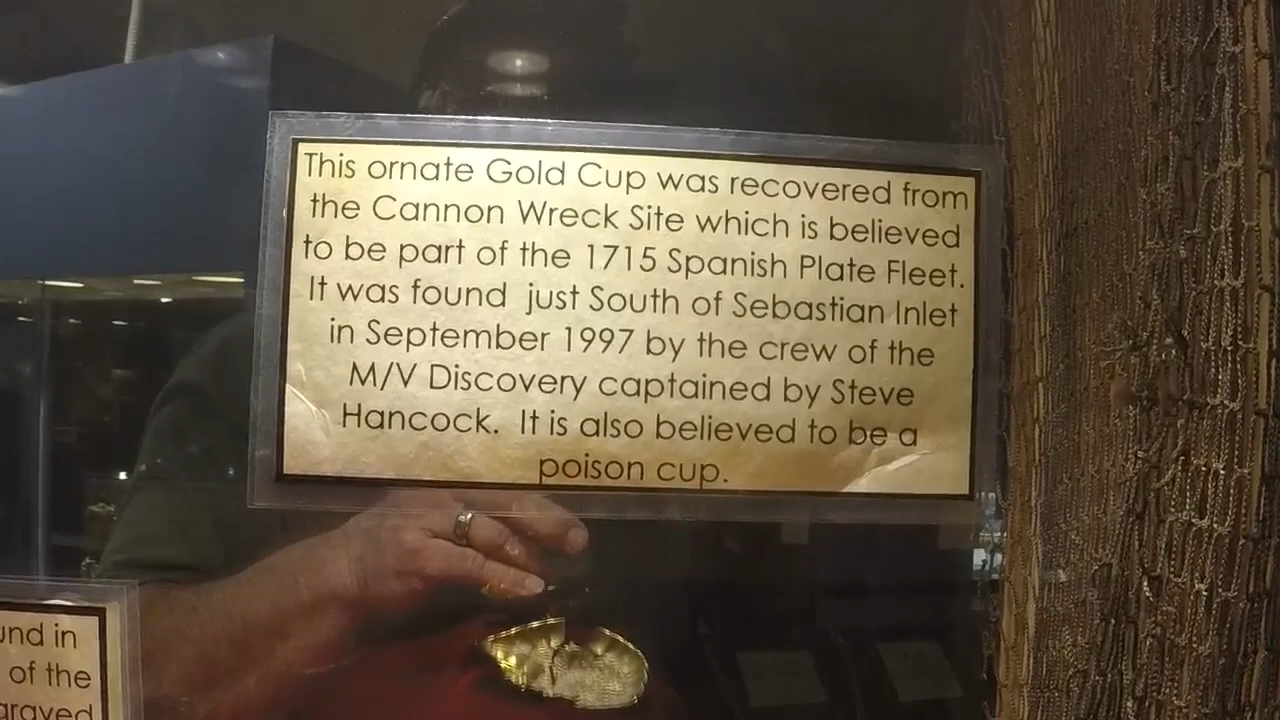 This ornate Gold Cup was recovered from
the Cannon Wreck Site which is believed
to be part of the 1715 Spanish Plate Fleet.
It was found just South of Sebastian Inlet
in September 1997 by the crew of the
M/V Discovery captained by Steve
Hancock. It is also believed to be a
poison cup.
und in
of the
graved